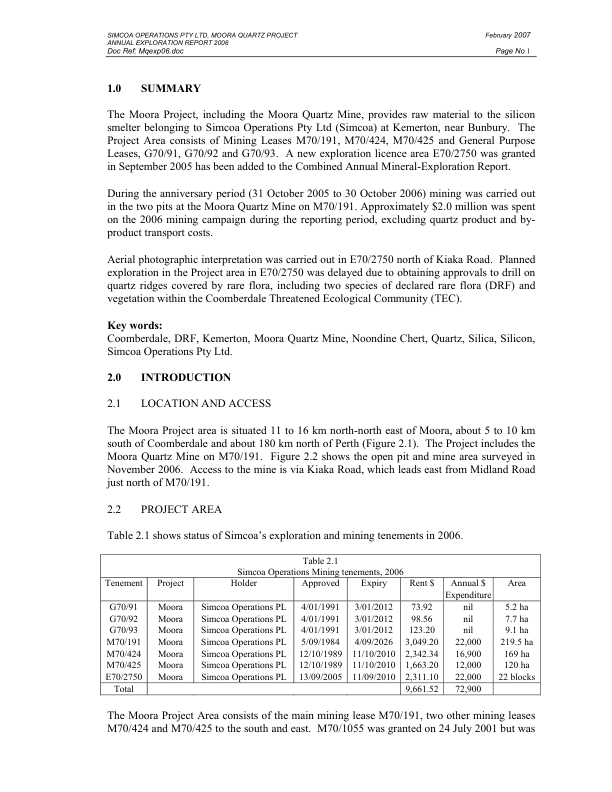 SIMCOA OPERATIONS PTY LTD, MOORA QUARTZ PROJECT February 2007
ANNUAL EXPLORATION REPORT 2006
Doc Ref: Mqexp06.doc Page No 1
1.0 SUMMARY
The Moora Project, including the Moora Quartz Mine, provides raw material to the silicon
smelter belonging to Simcoa Operations Pty Ltd (Simcoa) at Kemerton, near Bunbury. The
Project Area consists of Mining Leases M70/191, M70/424, M70/425 and General Purpose
Leases, G70/91, G70/92 and G70/93. A new exploration licence area E70/2750 was granted
in September 2005 has been added to the Combined Annual Mineral-Exploration Report.
During the anniversary period (31 October 2005 to 30 October 2006) mining was carried out
in the two pits at the Moora Quartz Mine on M70/191. Approximately $2.0 million was spent
on the 2006 mining campaign during the reporting period, excluding quartz product and by-
product transport costs.
Aerial photographic interpretation was carried out in E70/2750 north of Kiaka Road. Planned
exploration in the Project area in E70/2750 was delayed due to obtaining approvals to drill on
quartz ridges covered by rare flora, including two species of declared rare flora (DRF) and
vegetation within the Coomberdale Threatened Ecological Community (TEC).
Key words:
Coomberdale, DRF, Kemerton, Moora Quartz Mine, Noondine Chert, Quartz, Silica, Silicon,
Simcoa Operations Pty Ltd.
2.0 INTRODUCTION
2.1 LOCATION AND ACCESS
The Moora Project area is situated 11 to 16 km north-north east of Moora, about 5 to 10 km
south of Coomberdale and about 180 km north of Perth (Figure 2.1). The Project includes the
Moora Quartz Mine on M70/191. Figure 2.2 shows the open pit and mine area surveyed in
November 2006. Access to the mine is via Kiaka Road, which leads east from Midland Road
just north of M70/191.
2.2 PROJECT AREA
Table 2.1 shows status of Simcoa's exploration and mining tenements in 2006.
Table 2.1
Simcoa Operations Mining tenements, 2006
Tenement Project Holder Approved Expiry Rent $ Annual $ Area
Expenditure
G70/91 Moora Simcoa Operations PL 4/01/1991 3/01/2012 73.92 nil 5.2 ha
G70/92 Moora Simcoa Operations PL 4/01/1991 3/01/2012 98.56 nil 7.7 ha
G70/93 Moora Simcoa Operations PL 4/01/1991 3/01/2012 123.20 nil 9.1 ha
M70/191 Moora Simcoa Operations PL 5/09/1984 4/09/2026 3,049.20 22,000 219.5 ha
M70/424 Moora Simcoa Operations PL 12/10/1989 11/10/2010 2,342.34 16,900 169 ha
M70/425 Moora Simcoa Operations PL 12/10/1989 11/10/2010 1,663.20 12,000 120 ha
E70/2750 Moora Simcoa Operations PL 13/09/2005 11/09/2010 2,311.10 22,000 22 blocks
Total 9,661.52 72,900
The Moora Project Area consists of the main mining lease M70/191, two other mining leases
M70/424 and M70/425 to the south and east. M70/1055 was granted on 24 July 2001 but was